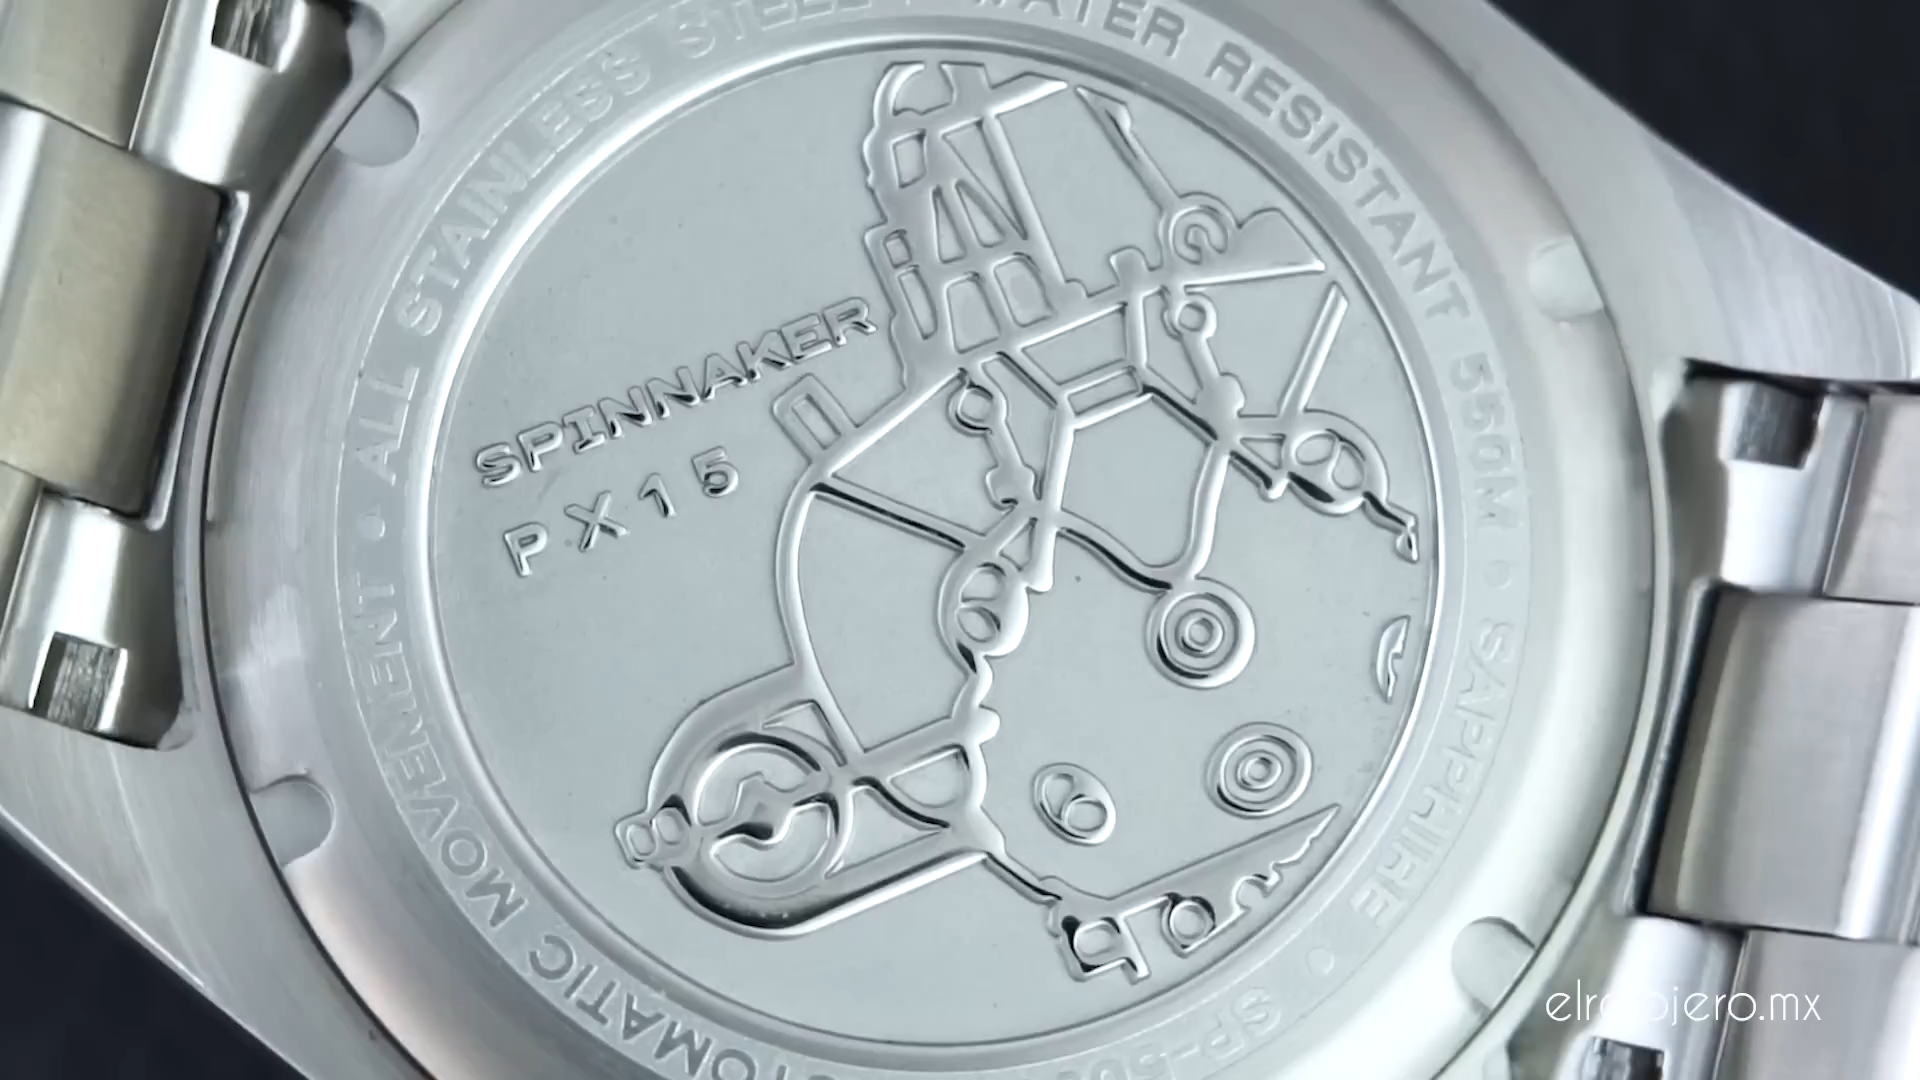 SPINNAKER
PX15
AUTOMATIC MOVEMENT • ALL STAINLESS STEEL • WATER RESISTANT 550M • SAPPHIRE •
elrelojero.mx